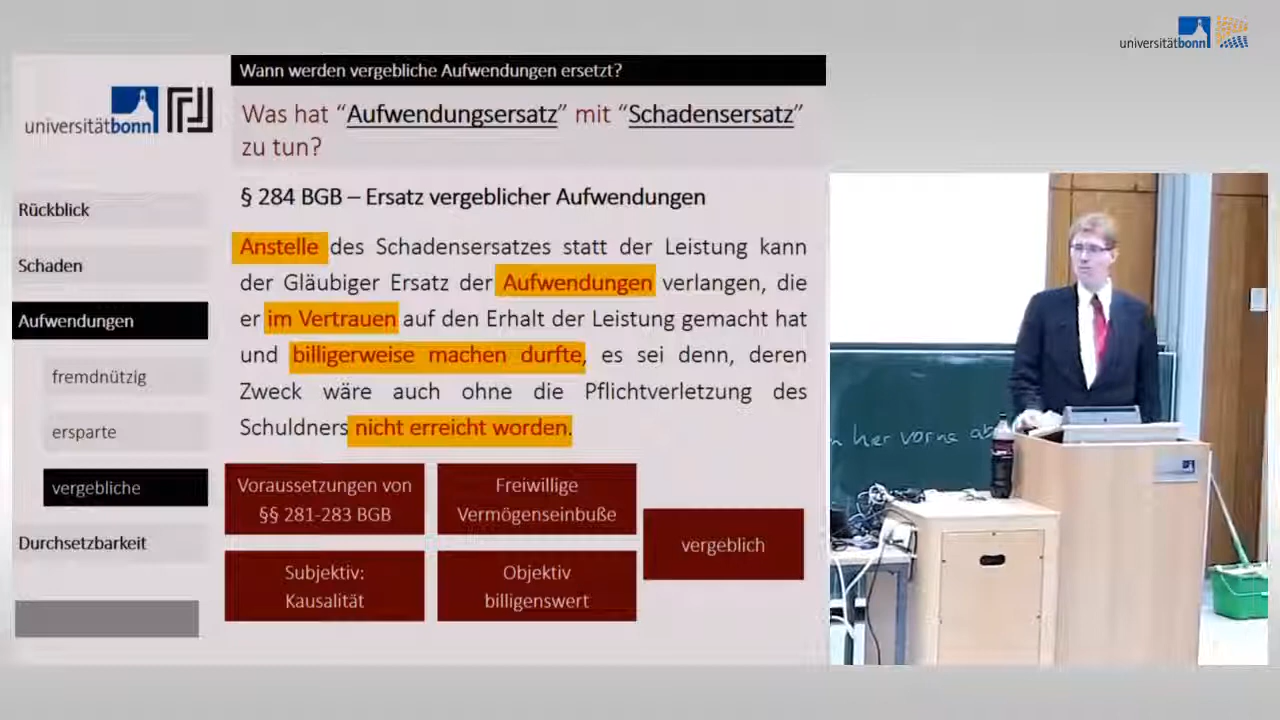 universitätbonn
Wann werden vergebliche Aufwendungen ersetzt?
universitätbonn
Was hat “Aufwendungsersatz” mit “Schadensersatz”
zu tun?
Rückblick
Schaden
Aufwendungen
fremdnützig
ersparte
vergebliche
Durchsetzbarkeit
§ 284 BGB – Ersatz vergeblicher Aufwendungen
Anstelle des Schadensersatzes statt der Leistung kann
der Gläubiger Ersatz der Aufwendungen verlangen, die
er im Vertrauen auf den Erhalt der Leistung gemacht hat
und billigerweise machen durfte, es sei denn, deren
Zweck wäre auch ohne die Pflichtverletzung des
Schuldners nicht erreicht worden.
Voraussetzungen von
§§ 281-283 BGB
Freiwillige
Vermögenseinbuße
Subjektiv:
Kausalität
Objektiv
billigenswert
vergeblich
her vorne